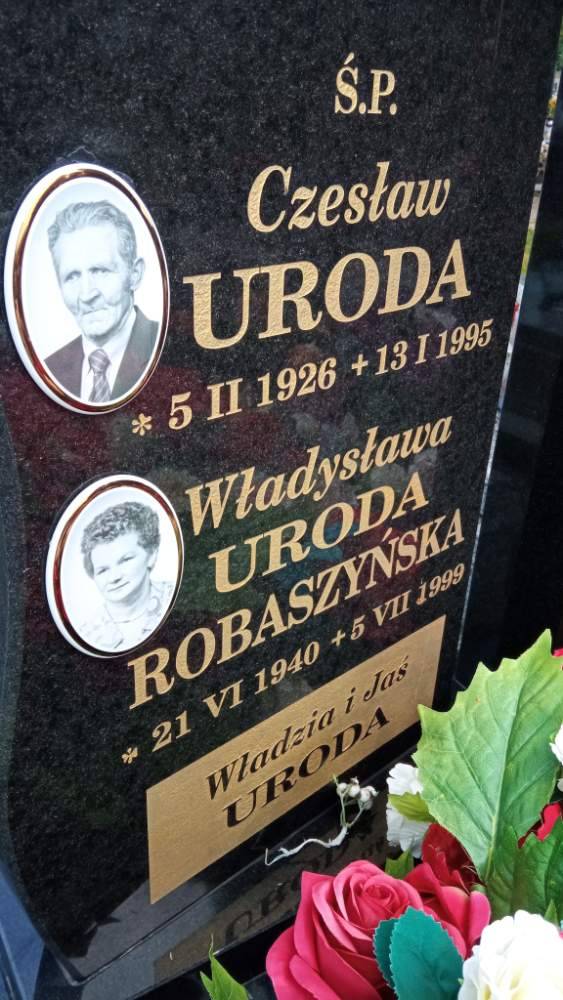 Ś.P.
Czesław
URODA
* 5 II 1926 + 13 I 1995
Władysława
URODA
ROBASZYŃSKA
* 21 VI 1940 + 5 VII 1999
Władzia i Jaś
URODA